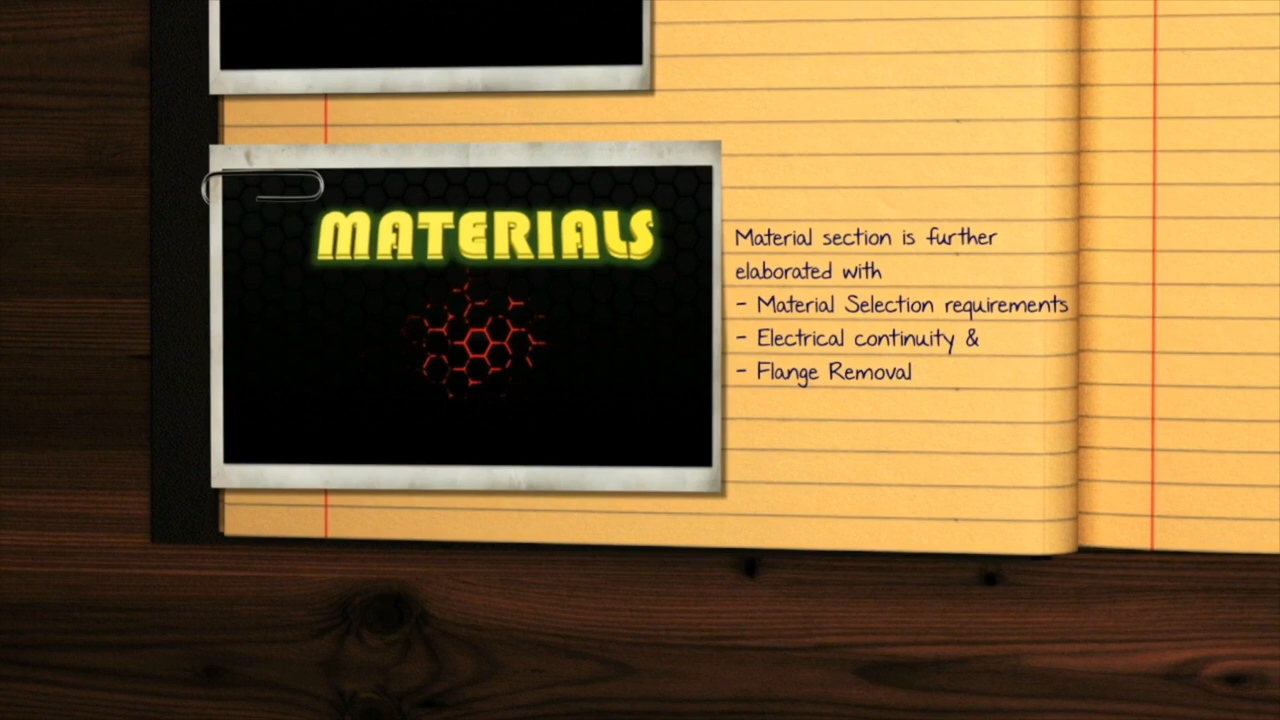 MATERIALS
Material section is further
elaborated with
- Material Selection requirements
- Electrical continuity &
- Flange Removal